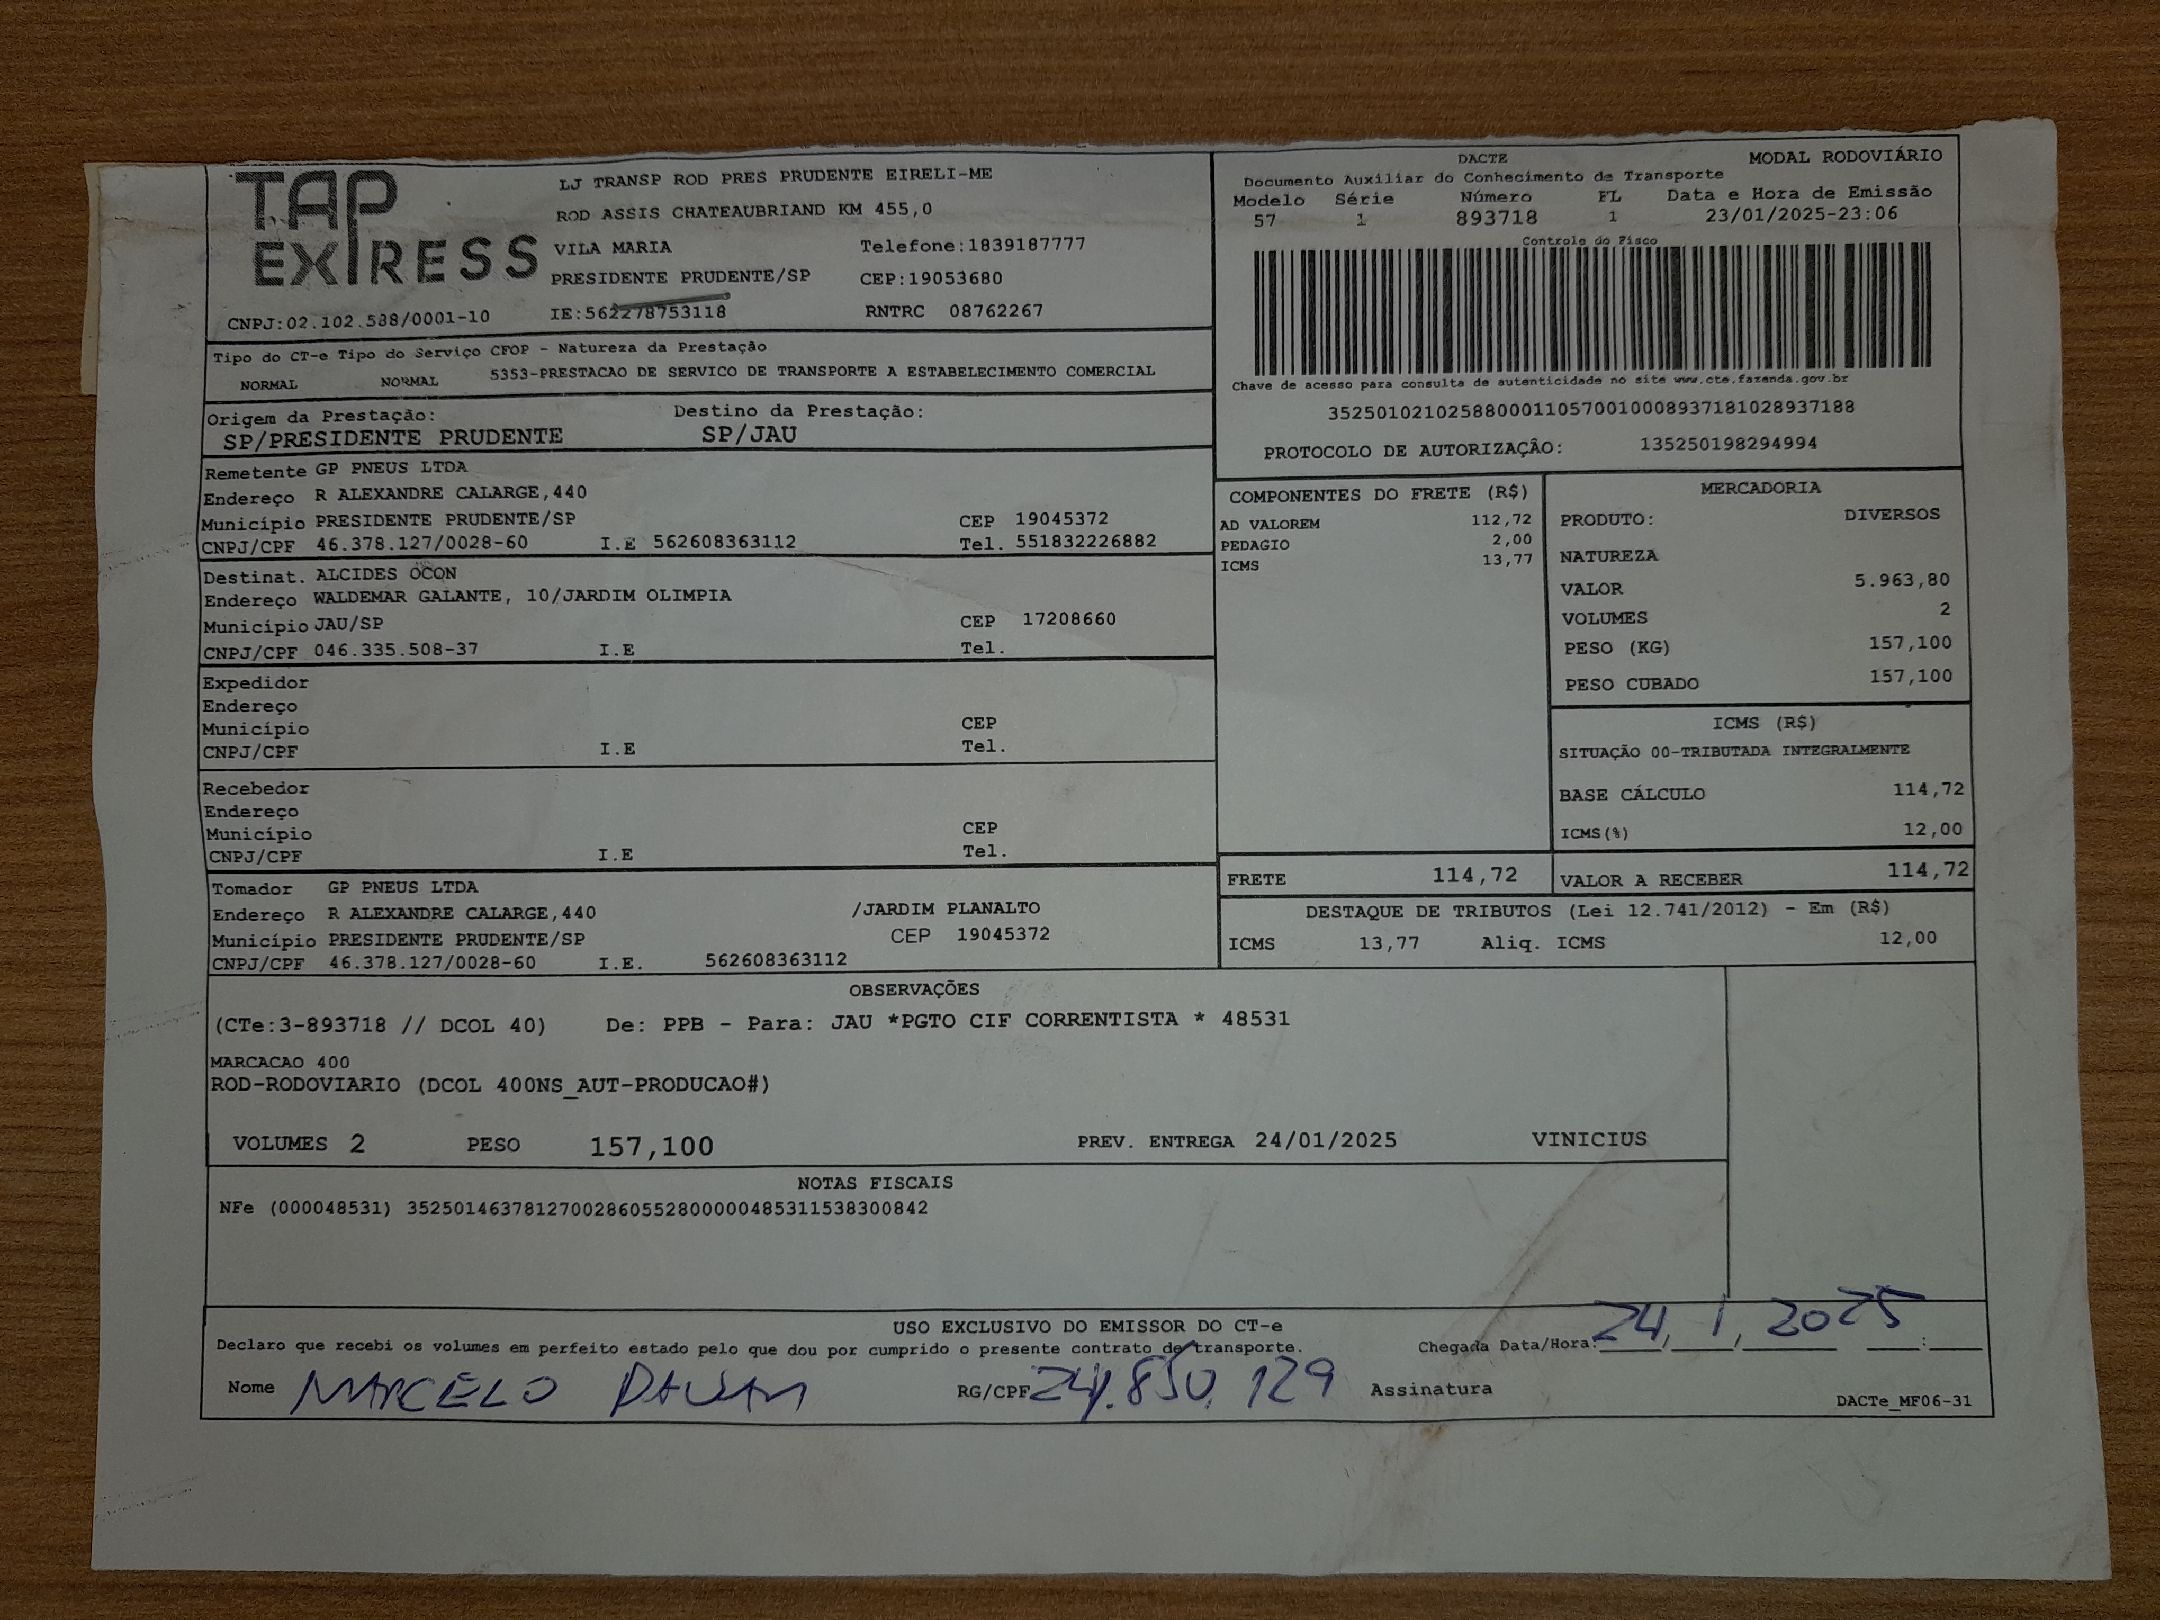 TAP EXPRESS
LJ TRANSP ROD PRES PRUDENTE EIRELI-ME
ROD ASSIS CHATEAUBRIAND KM 455,0
VILA MARIA Telefone:1839187777
PRESIDENTE PRUDENTE/SP CEP:19053680
CNPJ:02.102.588/0001-10 IE:562278753118 RNTRC 08762267
DACTE MODAL RODOVIÁRIO
Documento Auxiliar do Conhecimento de Transporte
Modelo Série Número FL Data e Hora de Emissão
57 1 893718 1 23/01/2025-23:06
Controle do Fisco
Chave de acesso para consulta de autenticidade no site www.cte.fazenda.gov.br
35250102102588000110570010008937181028937188
PROTOCOLO DE AUTORIZAÇÃO: 135250198294994
Tipo do CT-e Tipo do Serviço CFOP - Natureza da Prestação
NORMAL NORMAL 5353-PRESTACAO DE SERVICO DE TRANSPORTE A ESTABELECIMENTO COMERCIAL
Origem da Prestação: Destino da Prestação:
SP/PRESIDENTE PRUDENTE SP/JAU
Remetente GP PNEUS LTDA
Endereço R ALEXANDRE CALARGE,440
Município PRESIDENTE PRUDENTE/SP CEP 19045372
CNPJ/CPF 46.378.127/0028-60 I.E 562608363112 Tel. 551832226882
Destinat. ALCIDES OCON
Endereço WALDEMAR GALANTE, 10/JARDIM OLIMPIA
Município JAU/SP CEP 17208660
CNPJ/CPF 046.335.508-37 I.E Tel.
Expedidor
Endereço
Município CEP
CNPJ/CPF I.E Tel.
Recebedor
Endereço
Município CEP
CNPJ/CPF I.E Tel.
Tomador GP PNEUS LTDA
Endereço R ALEXANDRE CALARGE,440 /JARDIM PLANALTO
Município PRESIDENTE PRUDENTE/SP CEP 19045372
CNPJ/CPF 46.378.127/0028-60 I.E. 562608363112
COMPONENTES DO FRETE (R$)
AD VALOREM 112,72
PEDAGIO 2,00
ICMS 13,77
MERCADORIA
PRODUTO: DIVERSOS
NATUREZA
VALOR 5.963,80
VOLUMES 2
PESO (KG) 157,100
PESO CUBADO 157,100
ICMS (R$)
SITUAÇÃO 00-TRIBUTADA INTEGRALMENTE
BASE CÁLCULO 114,72
ICMS(%) 12,00
FRETE 114,72 VALOR A RECEBER 114,72
DESTAQUE DE TRIBUTOS (Lei 12.741/2012) - Em (R$)
ICMS 13,77 Aliq. ICMS 12,00
OBSERVAÇÕES
(CTe:3-893718 // DCOL 40) De: PPB - Para: JAU *PGTO CIF CORRENTISTA * 48531
MARCACAO 400
ROD-RODOVIARIO (DCOL 400NS_AUT-PRODUCAO#)
VOLUMES 2 PESO 157,100 PREV. ENTREGA 24/01/2025 VINICIUS
NOTAS FISCAIS
NFe (000048531) 35250146378127002860552800000485311538300842
USO EXCLUSIVO DO EMISSOR DO CT-e
Declaro que recebi os volumes em perfeito estado pelo que dou por cumprido o presente contrato de transporte. Chegada Data/Hora: 24, 1, 2025 :
Nome MARCELO RG/CPF 24.850.129 Assinatura
DACTe_MF06-31